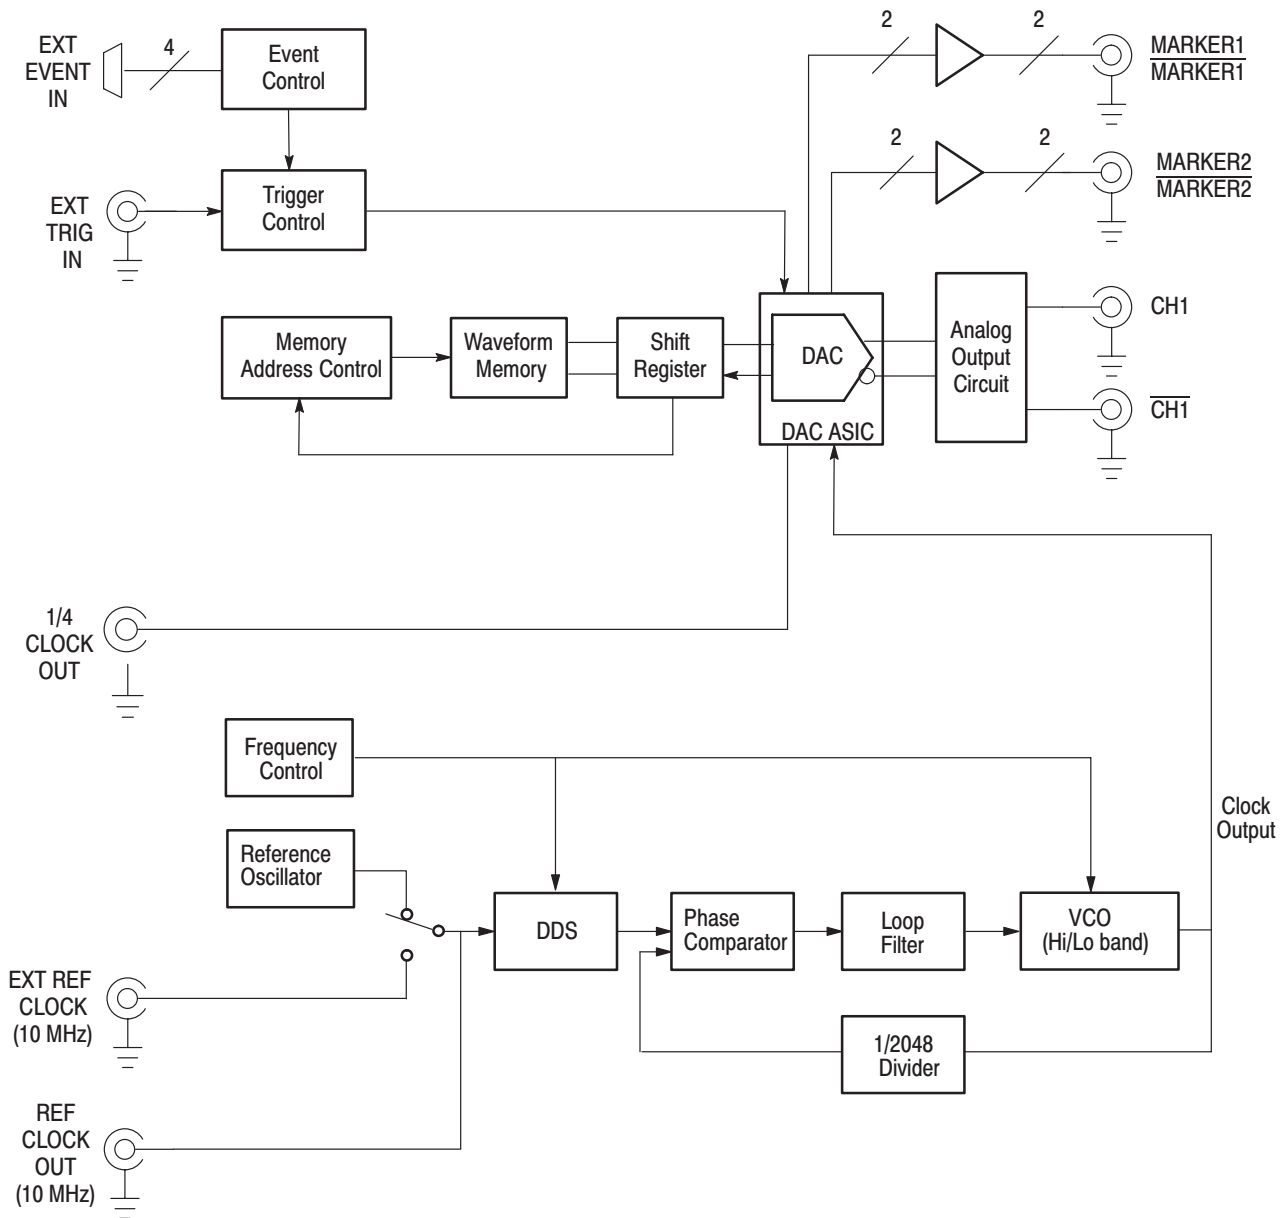 EXT
EVENT
IN
4
Event
Control
2
2
MARKER1
MARKER1
2
2
MARKER2
MARKER2
EXT
TRIG
IN
Trigger
Control
Memory
Address Control
Waveform
Memory
Shift
Register
DAC
DAC ASIC
Analog
Output
Circuit
CH1
CH1
1/4
CLOCK
OUT
Frequency
Control
Clock
Output
Reference
Oscillator
DDS
Phase
Comparator
Loop
Filter
VCO
(Hi/Lo band)
EXT REF
CLOCK
(10 MHz)
1/2048
Divider
REF
CLOCK
OUT
(10 MHz)